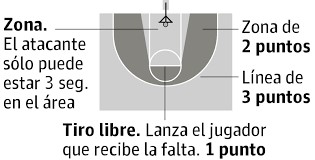 Zona.
El atacante
sólo puede
estar 3 seg.
en el área
Zona de
2 puntos
Línea de
3 puntos
Tiro libre. Lanza el jugador
que recibe la falta. 1 punto